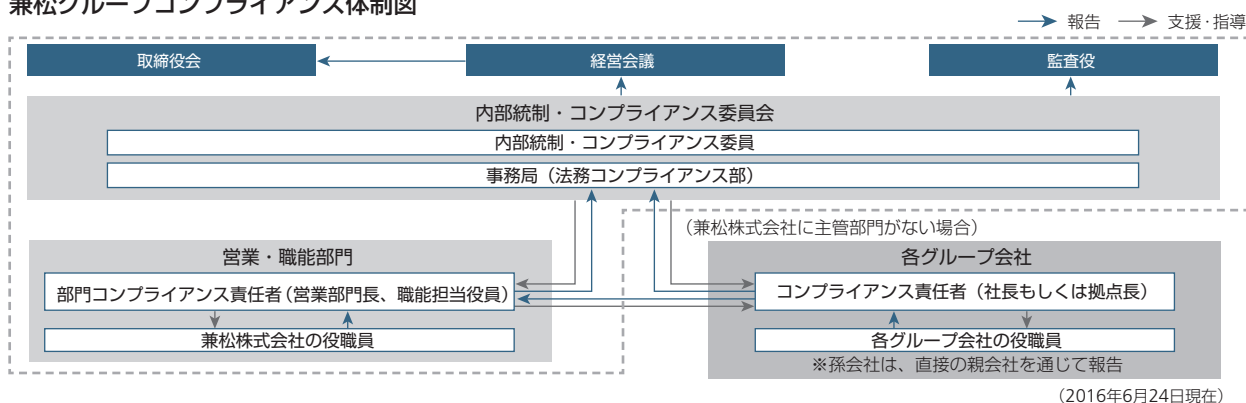 兼松グループコンプライアンス体制図
報告 支援・指導
取締役会 経営会議 監査役
内部統制・コンプライアンス委員会
内部統制・コンプライアンス委員
事務局（法務コンプライアンス部）
（兼松株式会社に主管部門がない場合）
営業・職能部門
部門コンプライアンス責任者（営業部門長、職能担当役員）
兼松株式会社の役職員
各グループ会社
コンプライアンス責任者（社長もしくは拠点長）
各グループ会社の役職員
※孫会社は、直接の親会社を通じて報告
（2016年6月24日現在）